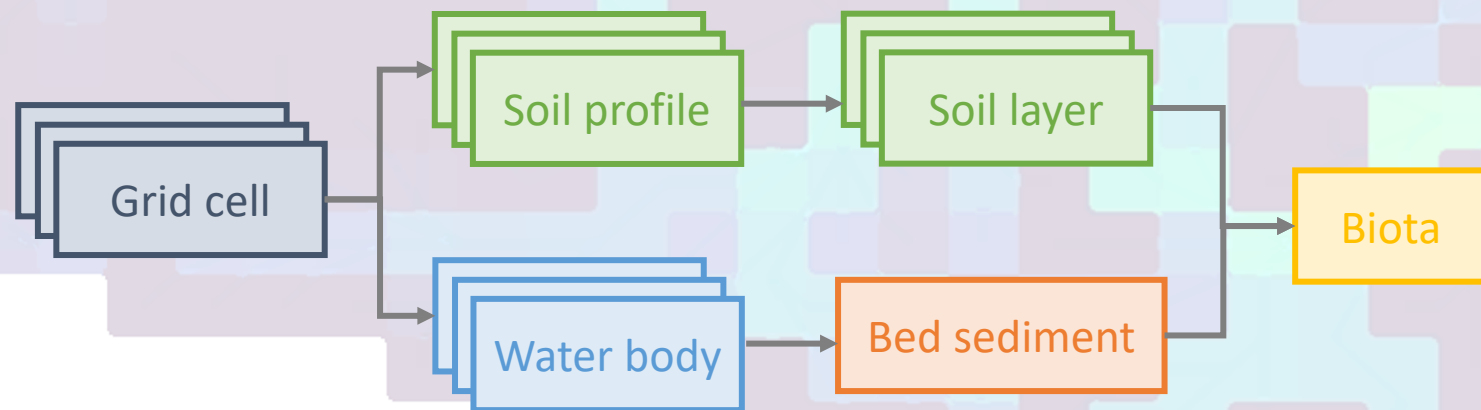 Soil profile
Soil layer
Grid cell
Biota
Water body
Bed sediment